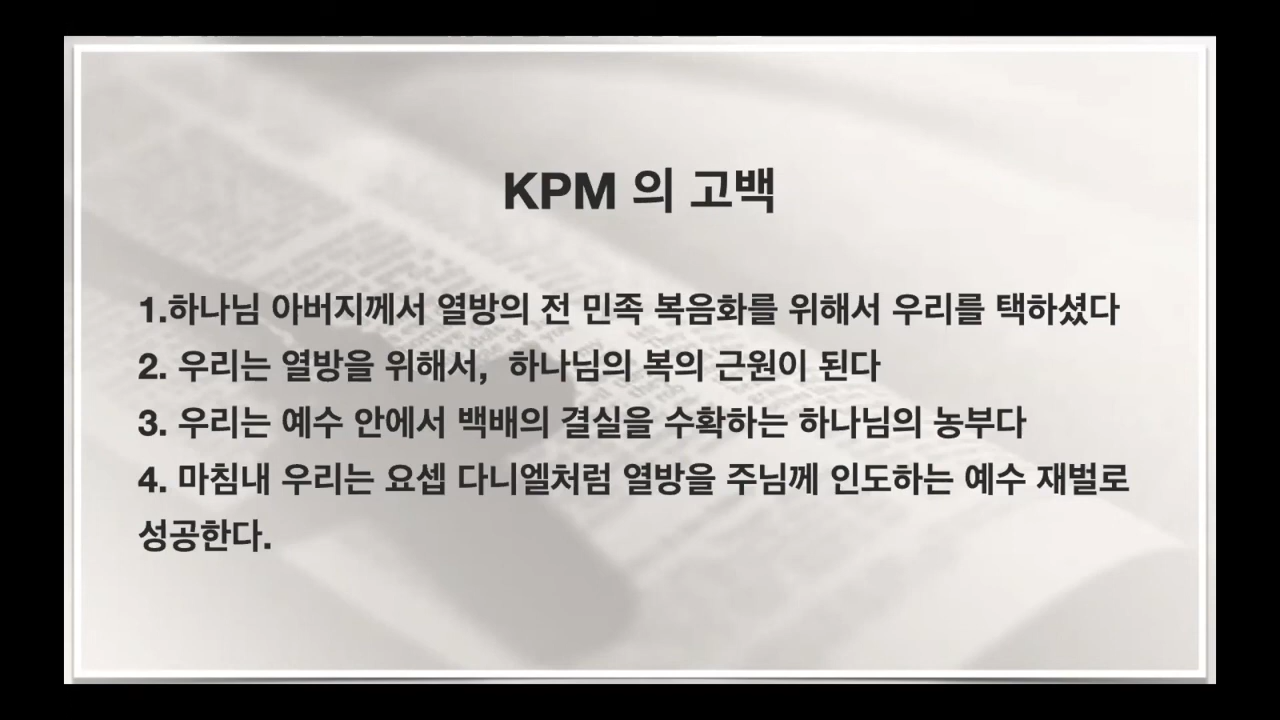 KPM 의 고백
1.하나님 아버지께서 열방의 전 민족 복음화를 위해서 우리를 택하셨다
2. 우리는 열방을 위해서,  하나님의 복의 근원이 된다
3. 우리는 예수 안에서 백배의 결실을 수확하는 하나님의 농부다
4. 마침내 우리는 요셉 다니엘처럼 열방을 주님께 인도하는 예수 재벌로
성공한다.